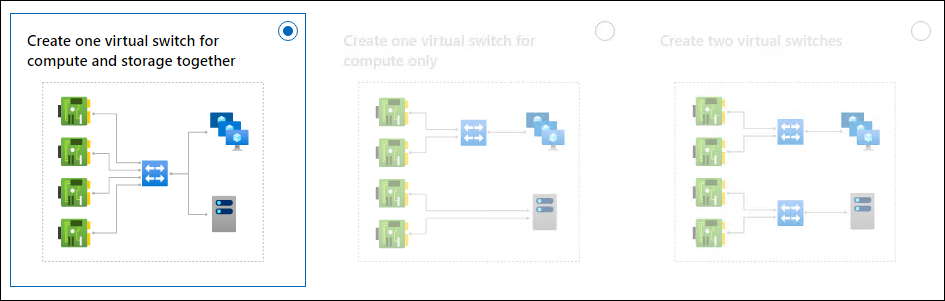 Create one virtual switch for
compute and storage together
Create one virtual switch for
compute only
Create two virtual switches